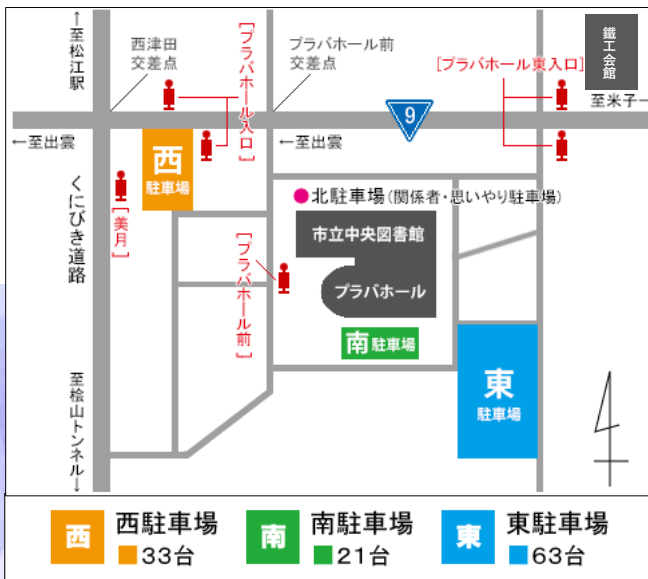 ←至松江駅
西津田
交差点
[プラバホール入口]
プラバホール前
交差点
[プラバホール東入口]
鐵工会館
至米子→
9
←至出雲
←至出雲
西
駐車場
くにびき道路
[美月]
●北駐車場(関係者・思いやり駐車場)
市立中央図書館
プラバホール
[プラバホール前]
南駐車場
東
駐車場
至桧山トンネル→
西 西駐車場
■33台
南 南駐車場
■21台
東 東駐車場
■63台